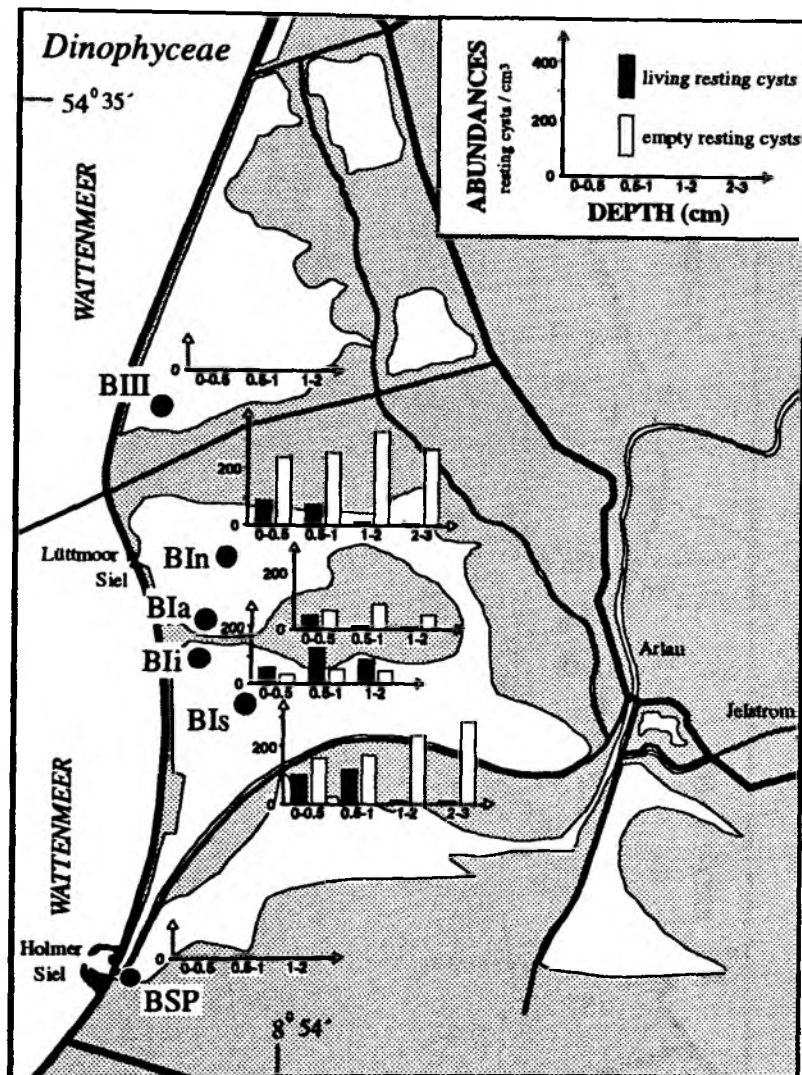 Dinophyceae
54° 35´
WATTENMEER
ABUNDANCES
resting cysts / cm³
400
200
0
living resting cysts
empty resting cysts
0-0.5 0.5-1 1-2 2-3
DEPTH (cm)
0
0-0.5 0.5-1 1-2
BIII
200
0
0-0.5 0.5-1 1-2 2-3
Lüttmoor
Siel
BIn
200
0
0-0.5 0.5-1 1-2
BIa
200
0
0-0.5 0.5-1 1-2
BIi
BIs
200
0
0-0.5 0.5-1 1-2 2-3
Arlau
Jelstrom
WATTENMEER
Holmer
Siel
0
0-0.5 0.5-1 1-2
BSP
8° 54´